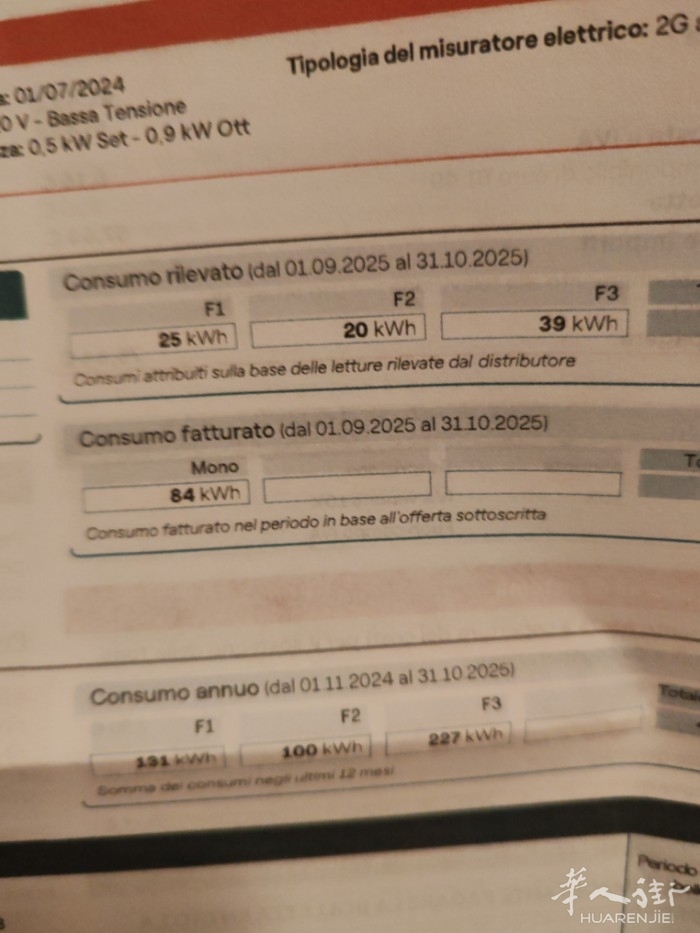 Tipologia del misuratore elettrico: 2G
01/07/2024
0 V - Bassa Tensione
za: 0,5 kW Set - 0,9 kW Ott
Consumo rilevato (dal 01.09.2025 al 31.10.2025)
F1 F2 F3
25 kWh 20 kWh 39 kWh
Consumi attribuiti sulla base delle letture rilevate dal distributore
Consumo fatturato (dal 01.09.2025 al 31.10.2025)
Mono
84 kWh
Consumo fatturato nel periodo in base all'offerta sottoscritta
Consumo annuo (dal 01.11.2024 al 31.10.2025)
F1 F2 F3 Totale
131 kWh 100 kWh 227 kWh
Somma dei consumi negli ultimi 12 mesi
Periodo
华人街
HUARENJIE